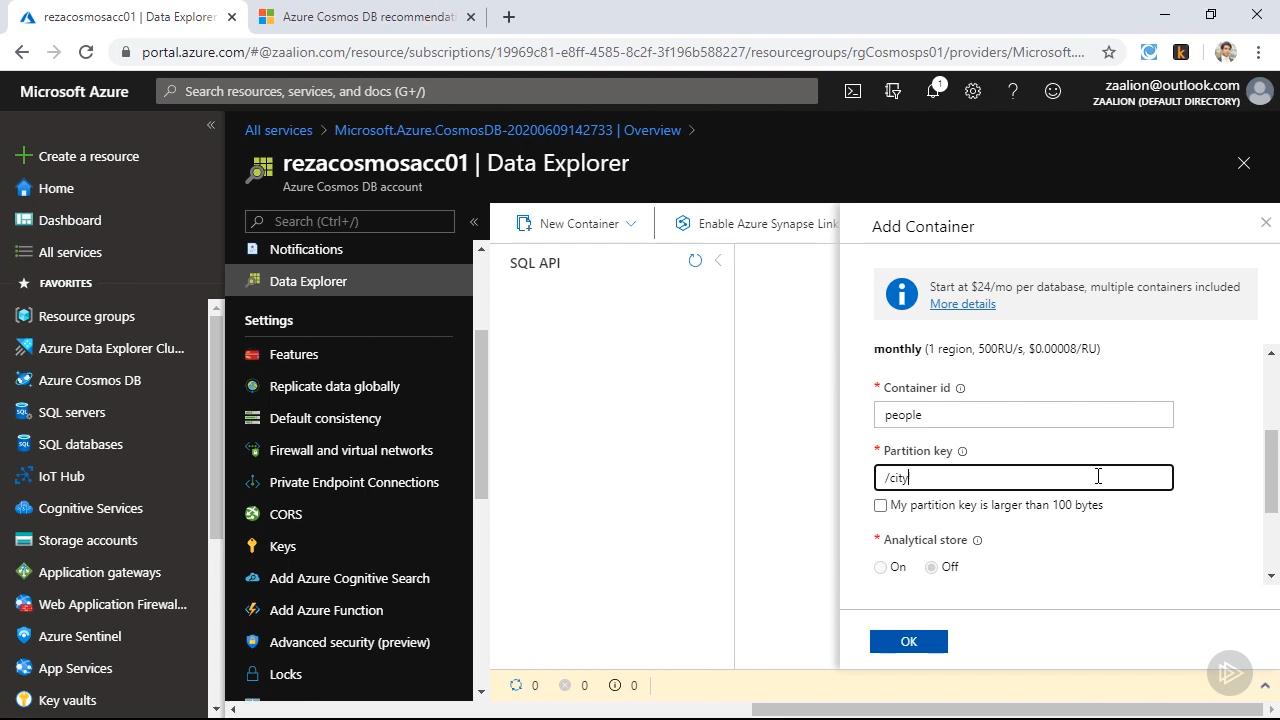 rezacosmosacc01 | Data Explorer
Azure Cosmos DB recommendati
portal.azure.com/#@zaalion.com/resource/subscriptions/19969c81-e8ff-4585-8c2f-3f196b588227/resourcegroups/rgCosmosps01/providers/Microsoft....
Microsoft Azure
Search resources, services, and docs (G+/)
1
zaalion@outlook.com
ZAALION (DEFAULT DIRECTORY)
Create a resource
Home
Dashboard
All services
FAVORITES
Resource groups
Azure Data Explorer Clu...
Azure Cosmos DB
SQL servers
SQL databases
IoT Hub
Cognitive Services
Storage accounts
Application gateways
Web Application Firewal...
Azure Sentinel
App Services
Key vaults
All services > Microsoft.Azure.CosmosDB-20200609142733 | Overview >
rezacosmosacc01 | Data Explorer
Azure Cosmos DB account
Search (Ctrl+/)
Notifications
Data Explorer
Settings
Features
Replicate data globally
Default consistency
Firewall and virtual networks
Private Endpoint Connections
CORS
Keys
Add Azure Cognitive Search
Add Azure Function
Advanced security (preview)
Locks
New Container
Enable Azure Synapse Link
SQL API
Add Container
Start at $24/mo per database, multiple containers included
More details
monthly (1 region, 500RU/s, $0.00008/RU)
* Container id
people
* Partition key
/city
My partition key is larger than 100 bytes
* Analytical store
On Off
OK
0 0 0